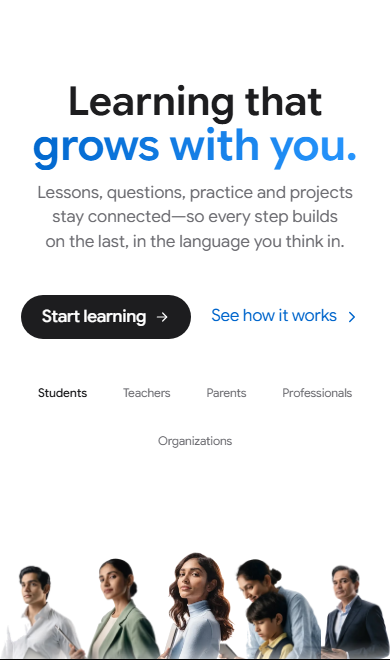 Learning that
grows with you.
Lessons, questions, practice and projects
stay connected—so every step builds
on the last, in the language you think in.
Start learning →
See how it works >
Students
Teachers
Parents
Professionals
Organizations